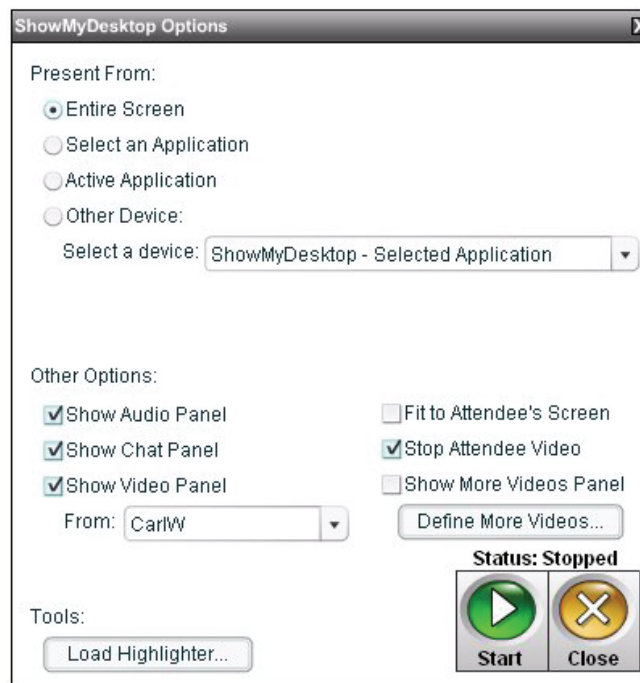 ShowMyDesktop Options
Present From:
Entire Screen
Select an Application
Active Application
Other Device:
Select a device: ShowMyDesktop - Selected Application
Other Options:
Show Audio Panel
Fit to Attendee's Screen
Show Chat Panel
Stop Attendee Video
Show Video Panel
Show More Videos Panel
From: CarlW
Define More Videos...
Status: Stopped
Tools:
Load Highlighter...
Start
Close